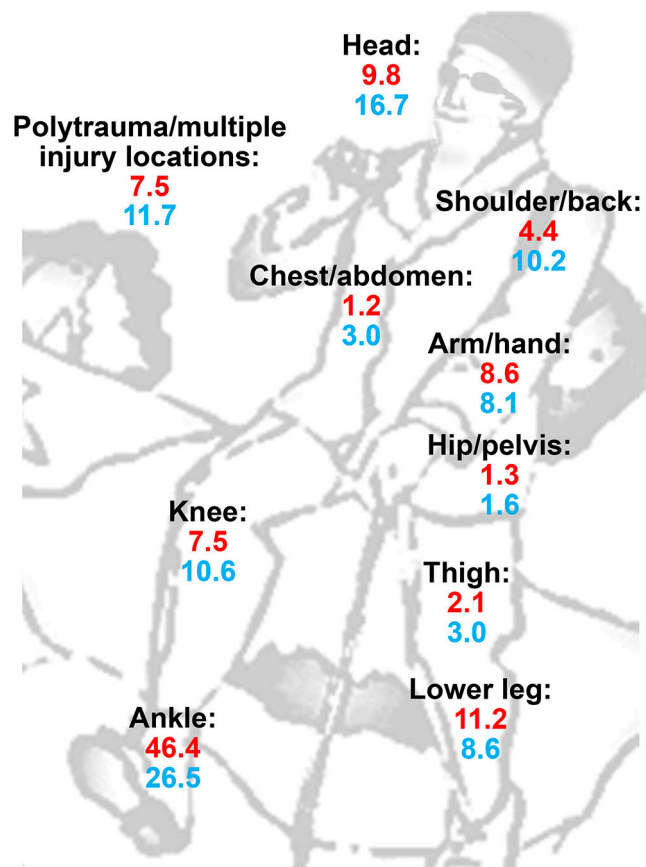 Head:
9.8
16.7
Polytrauma/multiple
injury locations:
7.5
11.7
Shoulder/back:
4.4
10.2
Chest/abdomen:
1.2
3.0
Arm/hand:
8.6
8.1
Hip/pelvis:
1.3
1.6
Knee:
7.5
10.6
Thigh:
2.1
3.0
Lower leg:
11.2
8.6
Ankle:
46.4
26.5